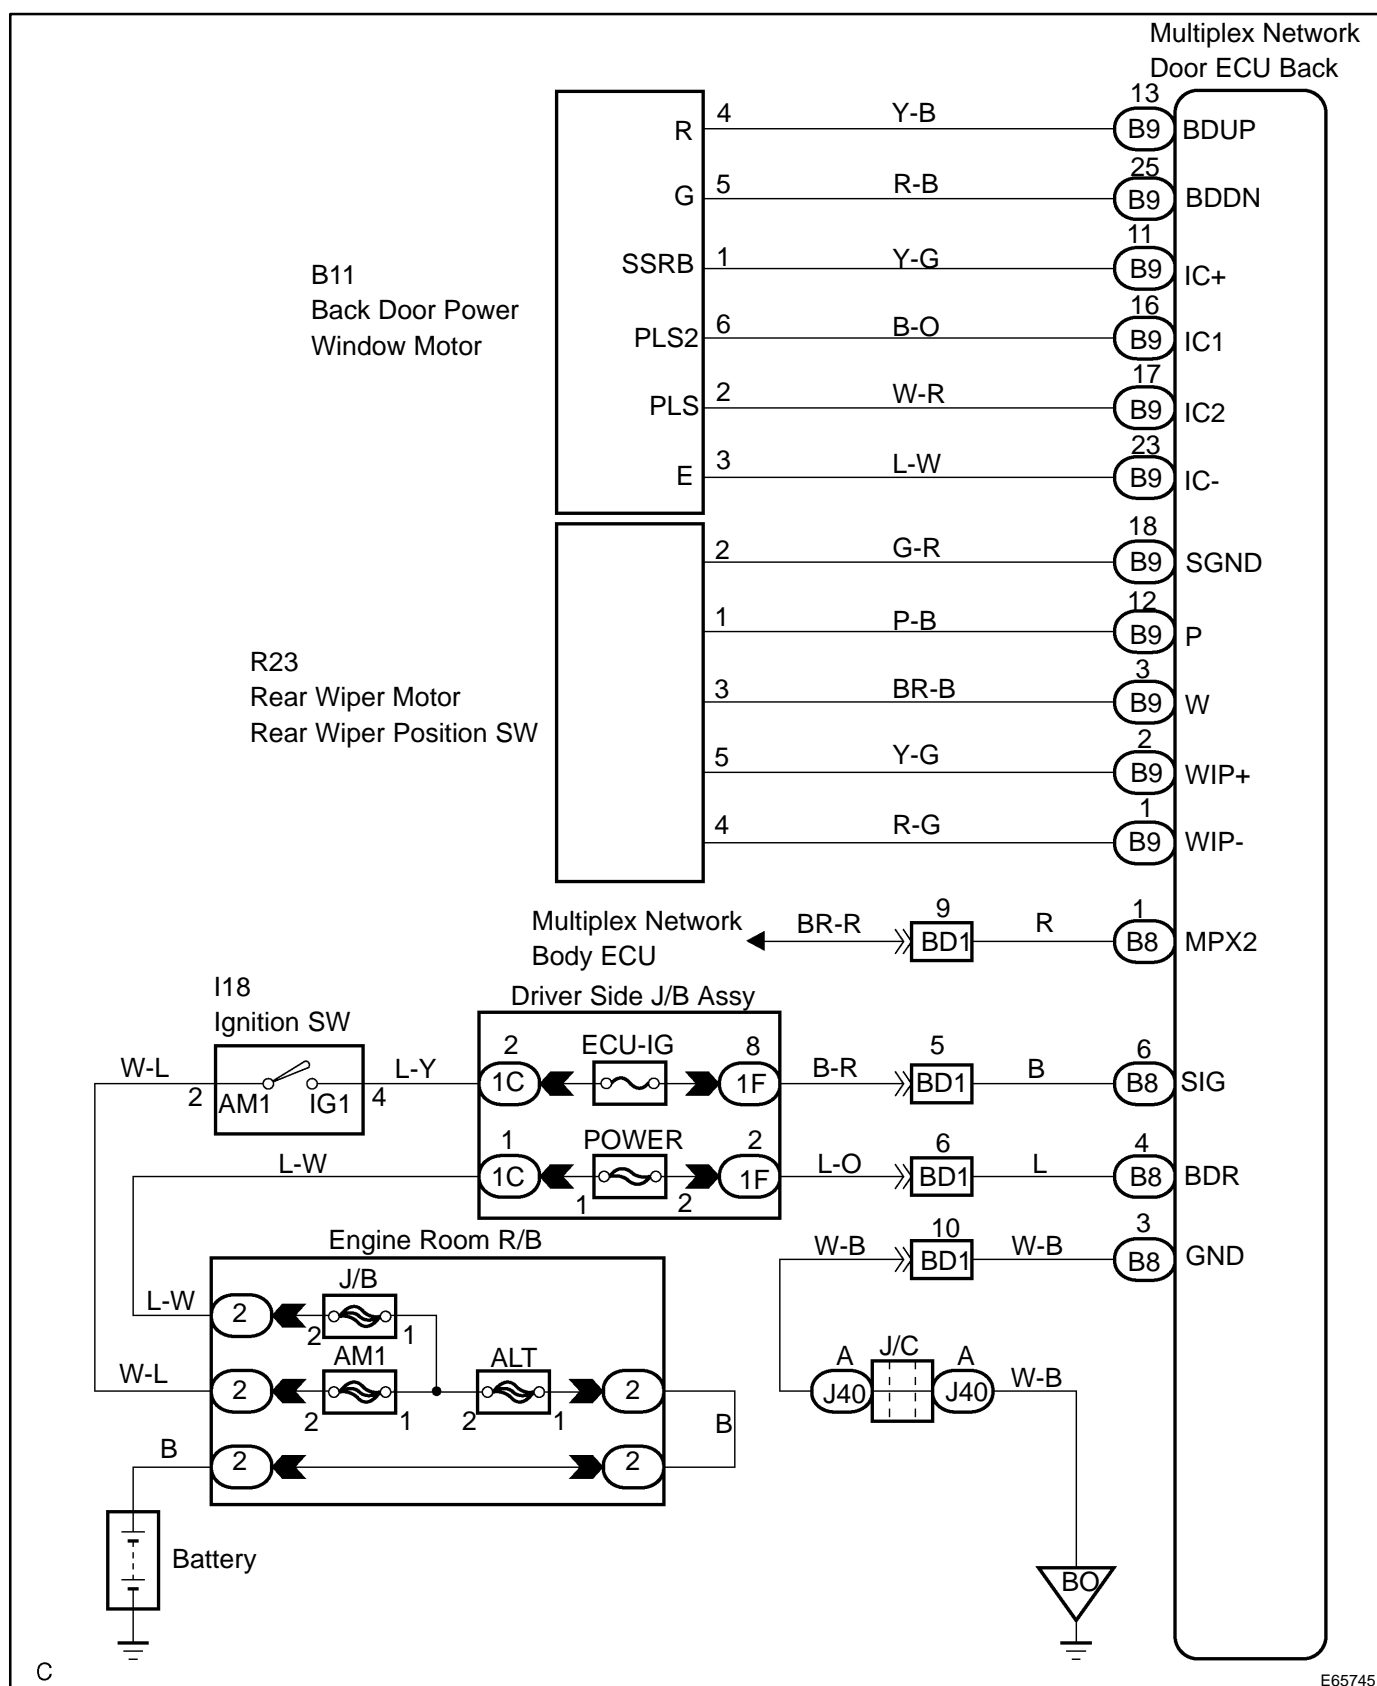 Multiplex Network
Door ECU Back
13
R 4 Y-B B9 BDUP
25
G 5 R-B B9 BDDN
11
SSRB 1 Y-G B9 IC+
B11
Back Door Power
Window Motor
16
PLS2 6 B-O B9 IC1
17
PLS 2 W-R B9 IC2
23
E 3 L-W B9 IC-
18
2 G-R B9 SGND
12
1 P-B B9 P
R23
Rear Wiper Motor
Rear Wiper Position SW
3
3 BR-B B9 W
2
5 Y-G B9 WIP+
1
4 R-G B9 WIP-
Multiplex Network
Body ECU
9 1
BR-R BD1 R B8 MPX2
I18
Ignition SW
Driver Side J/B Assy
2 ECU-IG 8 5 6
W-L 2 AM1 IG1 4 L-Y 1C 1F B-R BD1 B B8 SIG
1 POWER 2 6 4
L-W 1C 1 2 1F L-O BD1 L B8 BDR
10 3
W-B BD1 W-B B8 GND
Engine Room R/B
J/B
L-W 2 2 1
AM1 ALT
W-L 2 2 1 2 1 2
B
B 2 2
A J/C A
J40 J40 W-B
Battery
BO
C
E65745